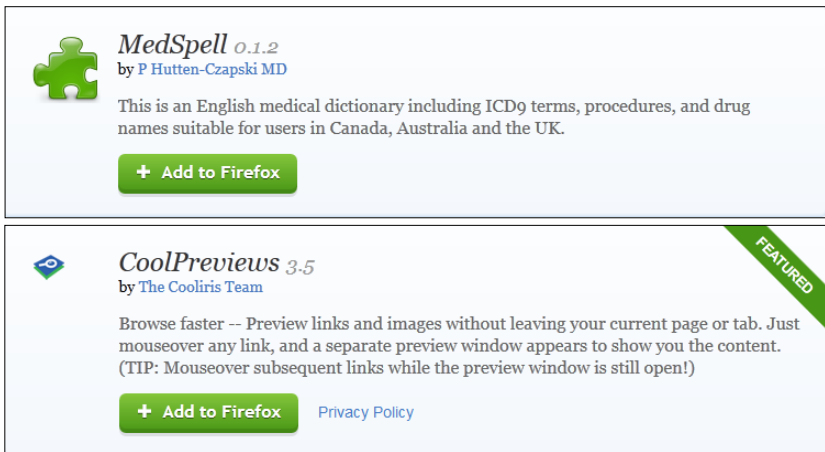 MedSpell 0.1.2
by P Hutten-Czapski MD
This is an English medical dictionary including ICD9 terms, procedures, and drug
names suitable for users in Canada, Australia and the UK.
+ Add to Firefox
FEATURED
CoolPreviews 3.5
by The Cooliris Team
Browse faster -- Preview links and images without leaving your current page or tab. Just
mouseover any link, and a separate preview window appears to show you the content.
(TIP: Mouseover subsequent links while the preview window is still open!)
+ Add to Firefox Privacy Policy